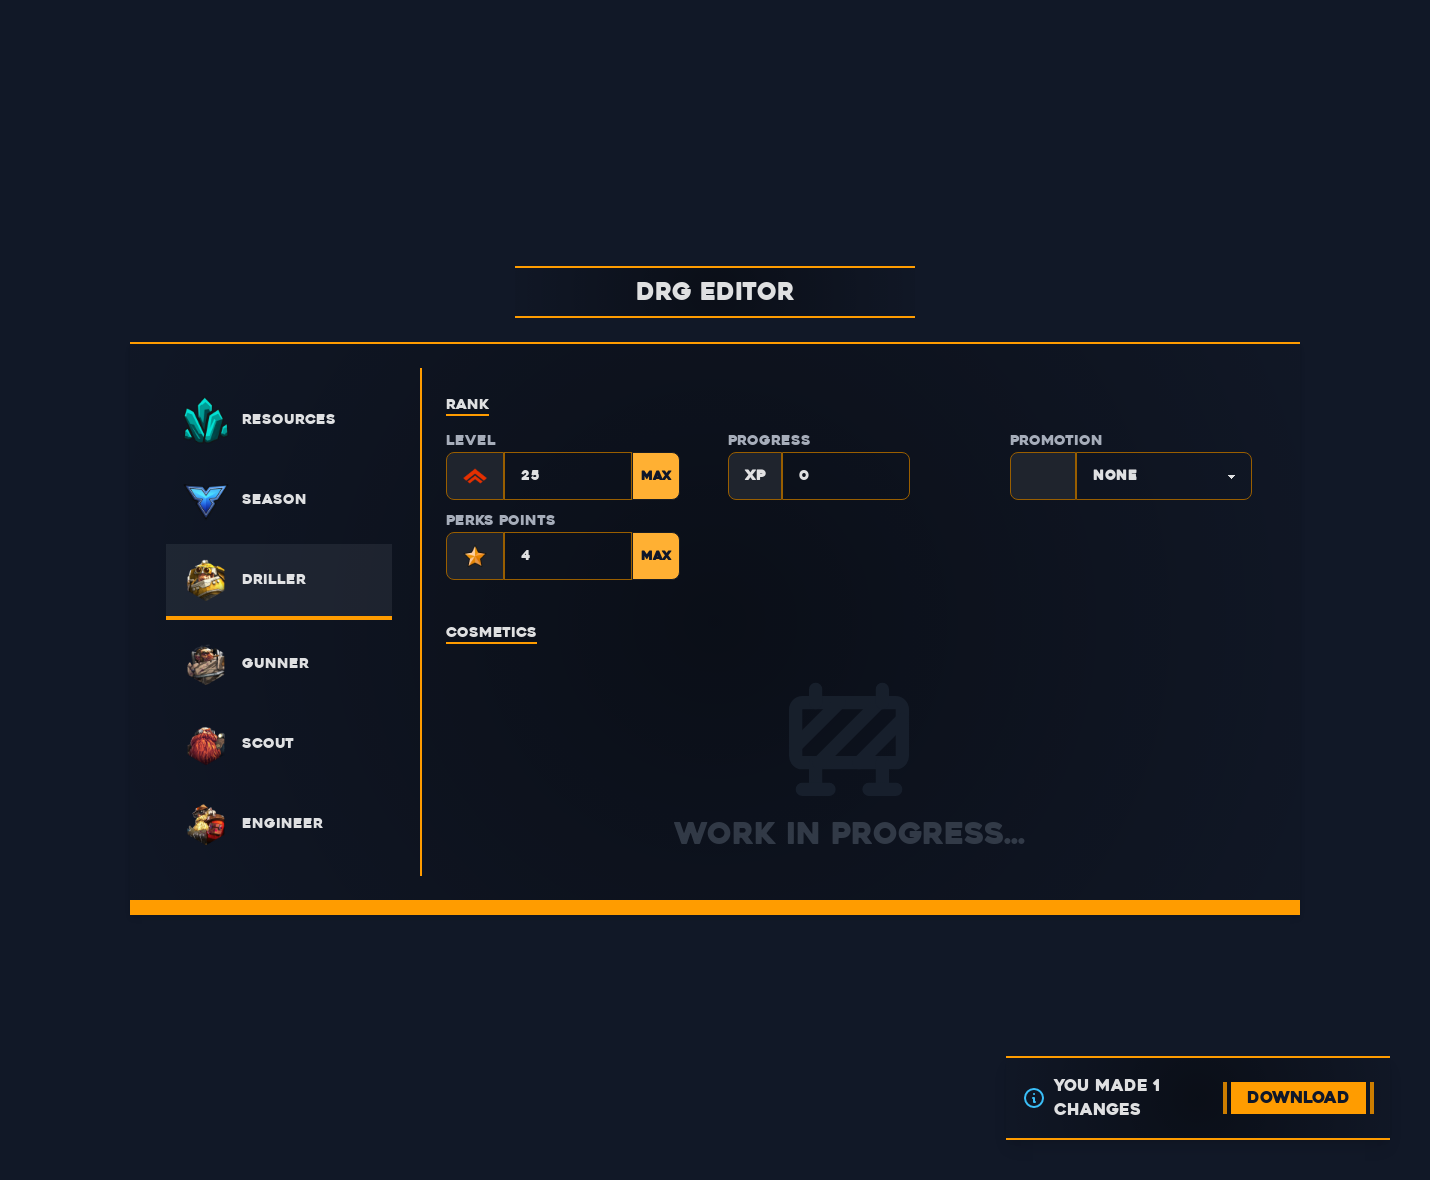 DRG EDITOR
RESOURCES
SEASON
DRILLER
GUNNER
SCOUT
ENGINEER
RANK
LEVEL
25
MAX
PROGRESS
XP
0
PROMOTION
NONE
PERKS POINTS
4
MAX
COSMETICS
WORK IN PROGRESS...
YOU MADE 1
CHANGES
DOWNLOAD